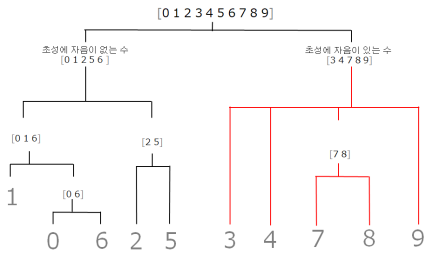 [0 1 2 3 4 5 6 7 8 9]
초성에 자음이 없는 수
[0 1 2 5 6 ]
초성에 자음이 있는 수
[3 4 7 8 9 ]
[0 1 6 ]
[2 5 ]
[7 8 ]
1
[0 6 ]
0 6 2 5 3 4 7 8 9